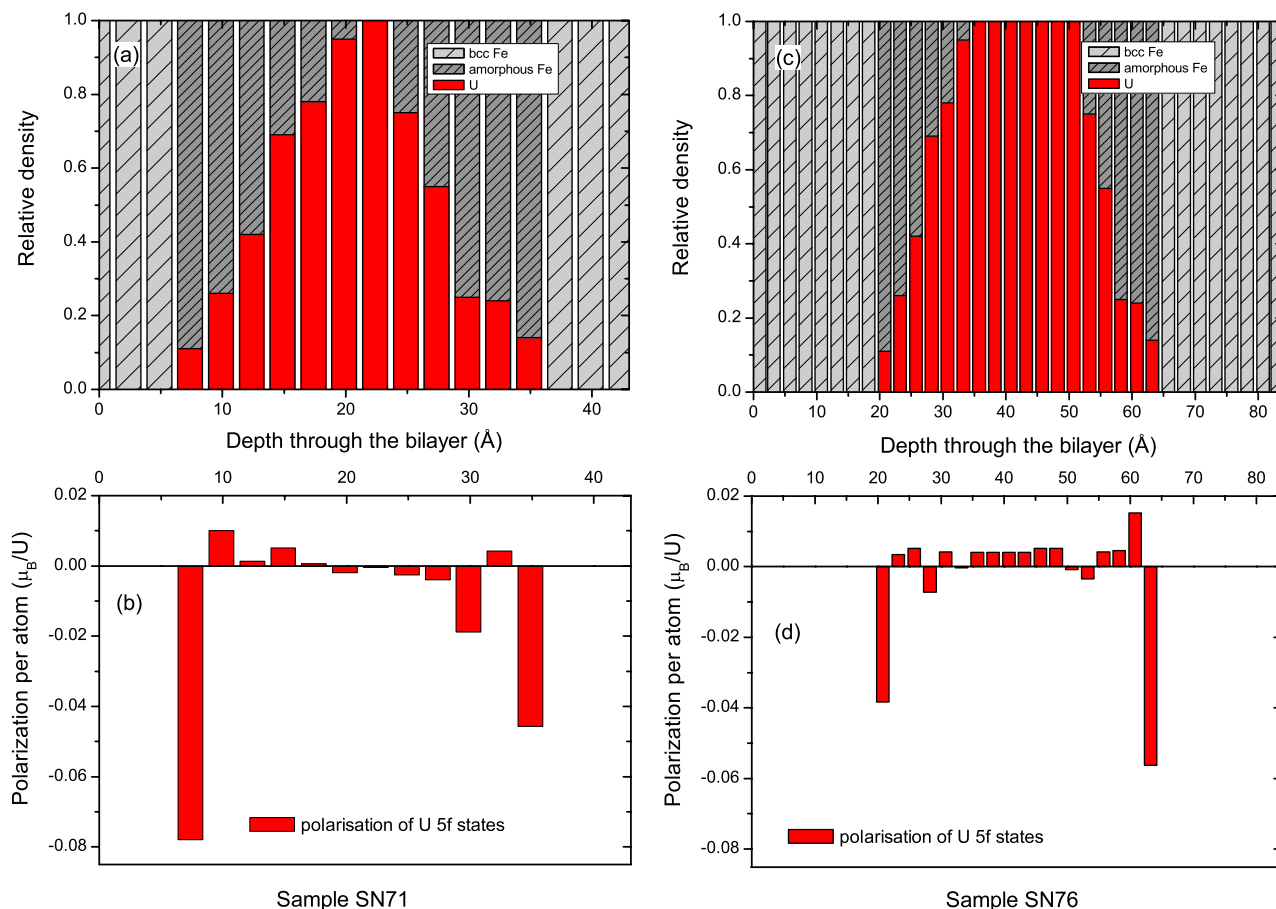 (a)
bcc Fe
amorphous Fe
U
Relative density
1.0
0.8
0.6
0.4
0.2
0.0
0 10 20 30 40
Depth through the bilayer (Å)
(c)
bcc Fe
amorphous Fe
U
Relative density
1.0
0.8
0.6
0.4
0.2
0.0
0 10 20 30 40 50 60 70 80
Depth through the bilayer (Å)
0 10 20 30 40
Polarization per atom (μB/U)
0.02
0.00
-0.02
-0.04
-0.06
-0.08
(b)
polarisation of U 5f states
Sample SN71
0 10 20 30 40 50 60 70 80
Polarization per atom (μB/U)
0.02
0.00
-0.02
-0.04
-0.06
-0.08
(d)
polarisation of U 5f states
Sample SN76